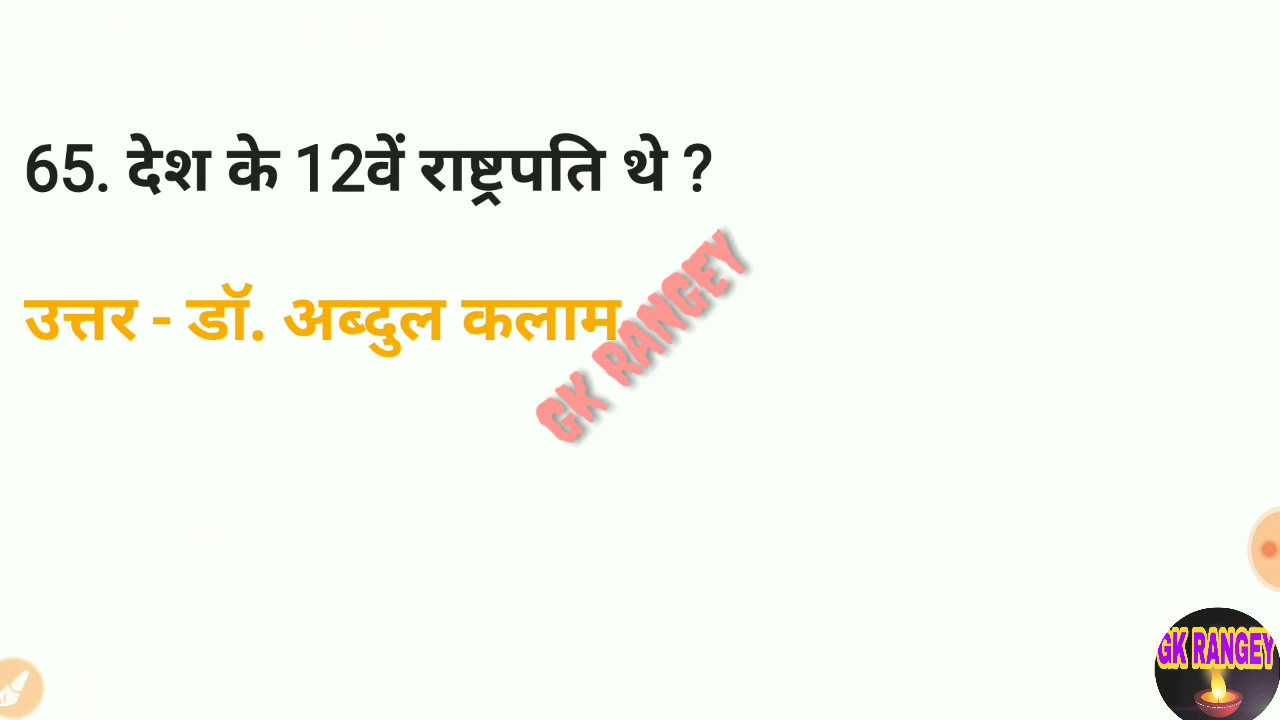 65. देश के 12वें राष्ट्रपति थे ?
उत्तर - डॉ. अब्दुल कलाम
GK RANGEY
GK RANGEY